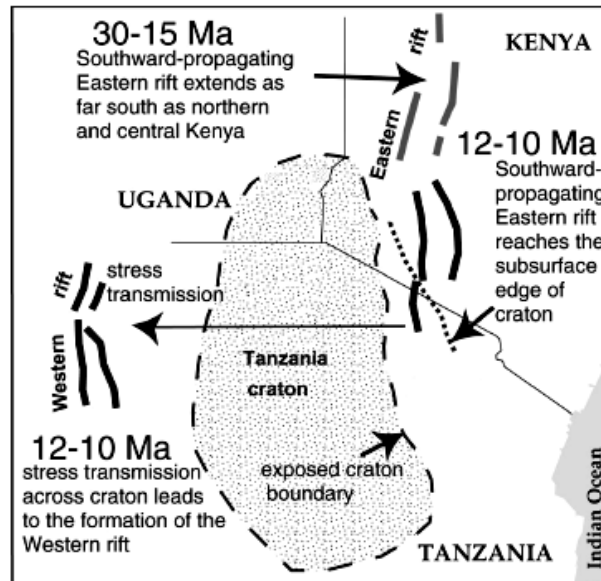 30-15 Ma
Southward-propagating
Eastern rift extends as
far south as northern
and central Kenya
rift
Eastern
KENYA
12-10 Ma
Southward-
propagating
Eastern rift
reaches the
subsurface
edge of
craton
UGANDA
rift
Western
stress
transmission
Tanzania
craton
12-10 Ma
stress transmission
across craton leads
to the formation of the
Western rift
exposed craton
boundary
TANZANIA
Indian Ocean